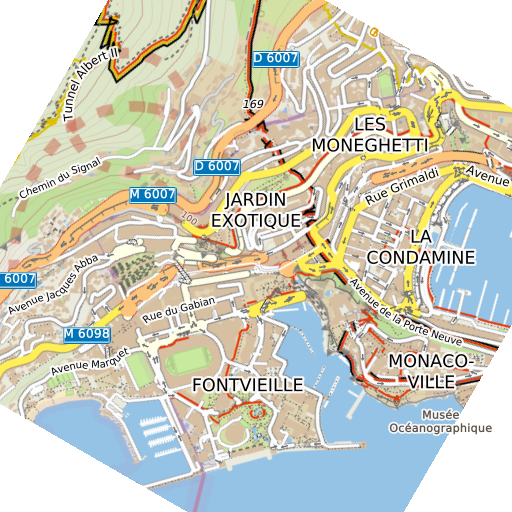 Tunnel Albert II
D 6007
169
LES
MONEGHETTI
D 6007
Chemin du Signal
M 6007
Rue Grimaldi
Avenue
JARDIN
EXOTIQUE
100
LA
CONDAMINE
6007
Avenue Jacques Abba
Rue du Gabian
Avenue de la Porte Neuve
M 6098
Avenue Marquet
FONTVIEILLE
MONACO-
VILLE
Musée
Océanographique